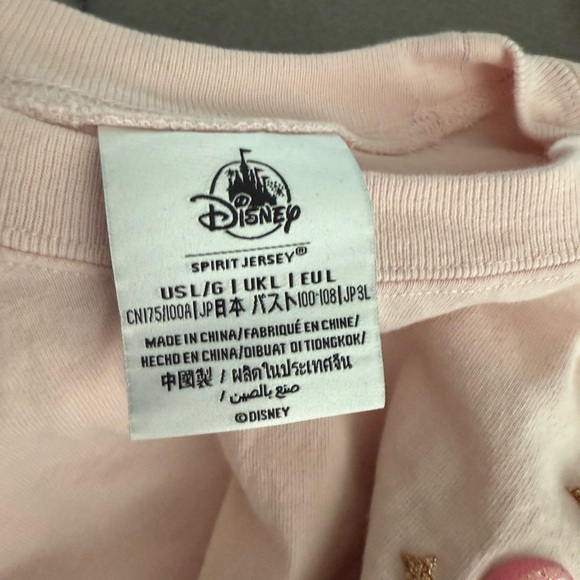 Disney
SPIRIT JERSEY®
US L/G | UK L | EU L
CN175/100A | JP日本 バスト100-108 | JP3L
MADE IN CHINA/FABRIQUÉ EN CHINE/
HECHO EN CHINA/DIBUAT DI TIONGKOK/
中國製 / ผลิตในประเทศจีน
صنع بالصين /
©DISNEY